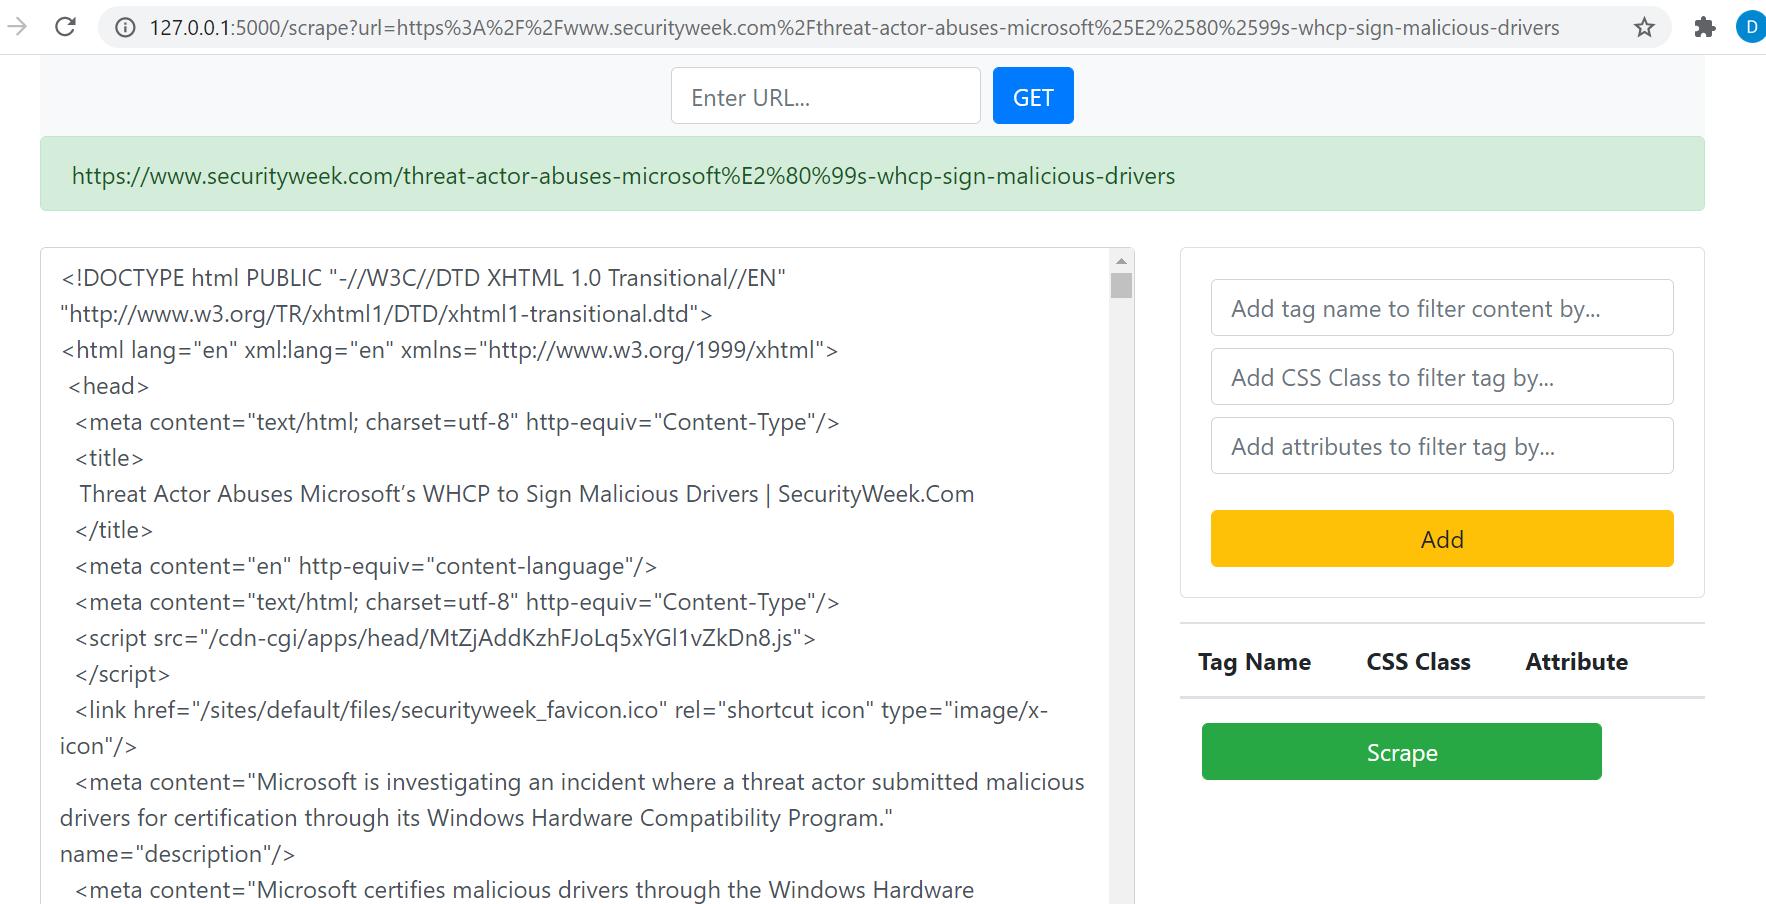 127.0.0.1:5000/scrape?url=https%3A%2F%2Fwww.securityweek.com%2Fthreat-actor-abuses-microsoft%25E2%2580%2599s-whcp-sign-malicious-drivers
D
Enter URL...
GET
https://www.securityweek.com/threat-actor-abuses-microsoft%E2%80%99s-whcp-sign-malicious-drivers
<!DOCTYPE html PUBLIC "-//W3C//DTD XHTML 1.0 Transitional//EN"
"http://www.w3.org/TR/xhtml1/DTD/xhtml1-transitional.dtd">
<html lang="en" xml:lang="en" xmlns="http://www.w3.org/1999/xhtml">
<head>
<meta content="text/html; charset=utf-8" http-equiv="Content-Type"/>
<title>
Threat Actor Abuses Microsoft’s WHCP to Sign Malicious Drivers | SecurityWeek.Com
</title>
<meta content="en" http-equiv="content-language"/>
<meta content="text/html; charset=utf-8" http-equiv="Content-Type"/>
<script src="/cdn-cgi/apps/head/MtZjAddKzhFJoLq5xYGl1vZkDn8.js">
</script>
<link href="/sites/default/files/securityweek_favicon.ico" rel="shortcut icon" type="image/x-
icon"/>
<meta content="Microsoft is investigating an incident where a threat actor submitted malicious
drivers for certification through its Windows Hardware Compatibility Program."
name="description"/>
<meta content="Microsoft certifies malicious drivers through the Windows Hardware
Add tag name to filter content by...
Add CSS Class to filter tag by...
Add attributes to filter tag by...
Add
Tag Name CSS Class Attribute
Scrape